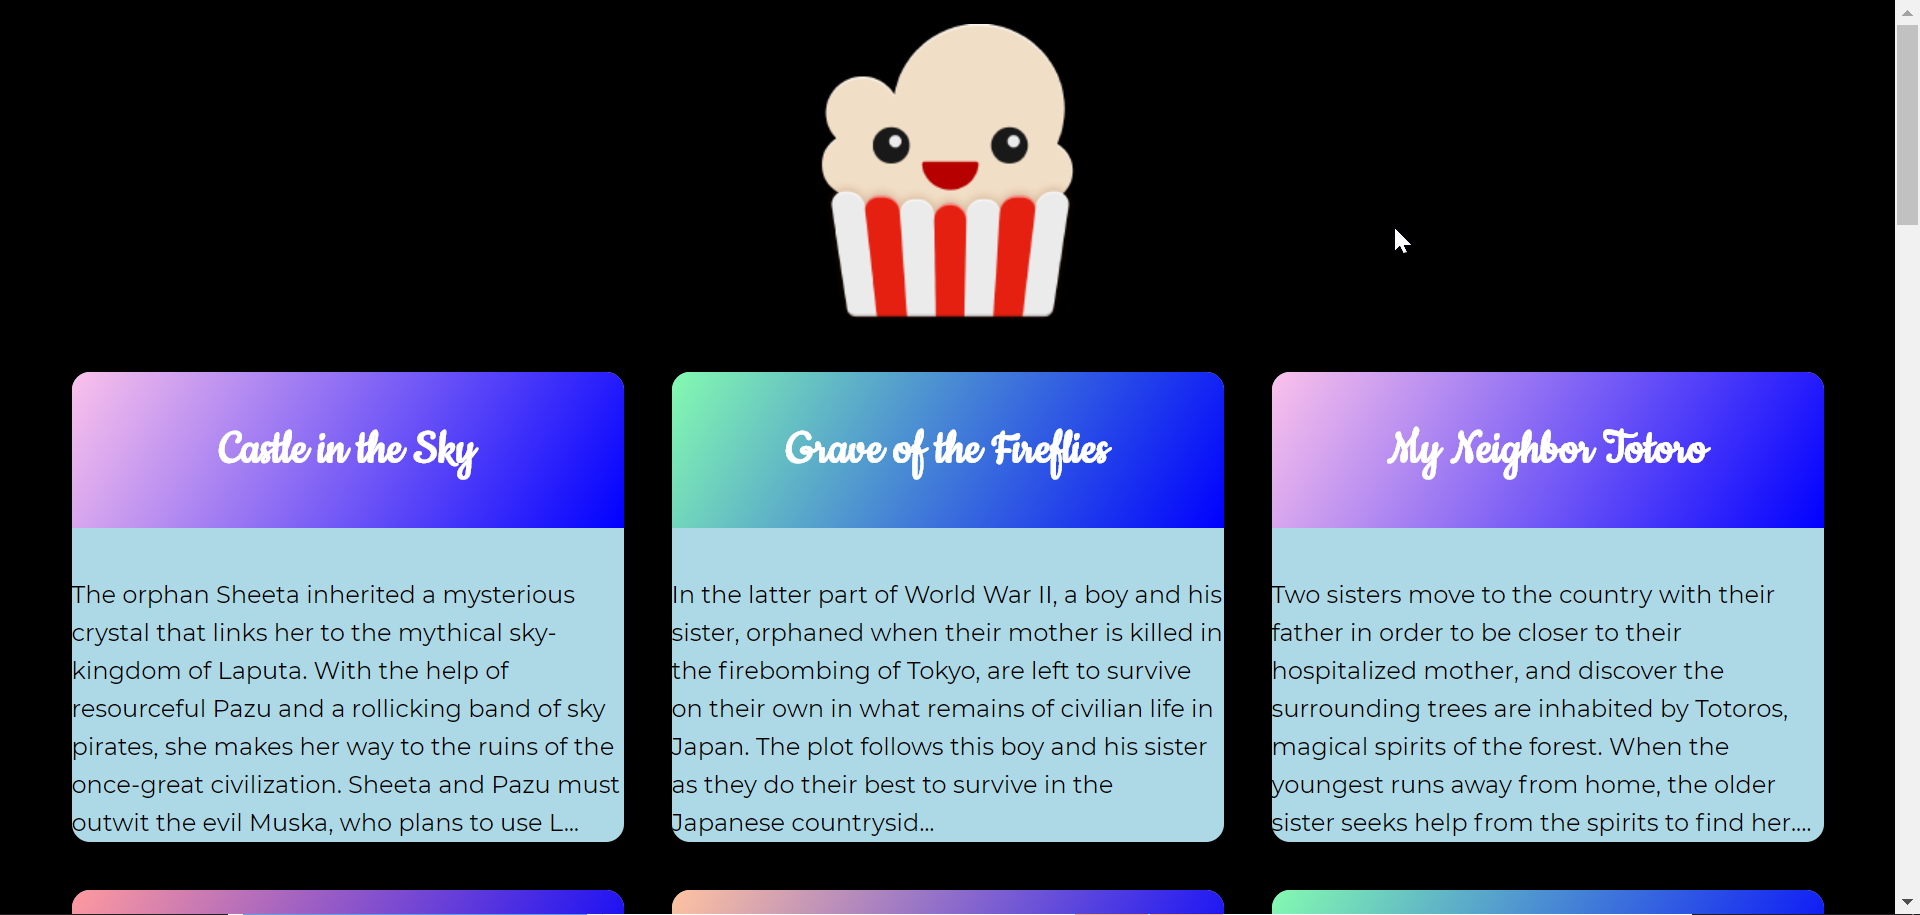 Castle in the Sky
The orphan Sheeta inherited a mysterious
crystal that links her to the mythical sky-
kingdom of Laputa. With the help of
resourceful Pazu and a rollicking band of sky
pirates, she makes her way to the ruins of the
once-great civilization. Sheeta and Pazu must
outwit the evil Muska, who plans to use L...
Grave of the Fireflies
In the latter part of World War II, a boy and his
sister, orphaned when their mother is killed in
the firebombing of Tokyo, are left to survive
on their own in what remains of civilian life in
Japan. The plot follows this boy and his sister
as they do their best to survive in the
Japanese countrysid...
My Neighbor Totoro
Two sisters move to the country with their
father in order to be closer to their
hospitalized mother, and discover the
surrounding trees are inhabited by Totoros,
magical spirits of the forest. When the
youngest runs away from home, the older
sister seeks help from the spirits to find her....